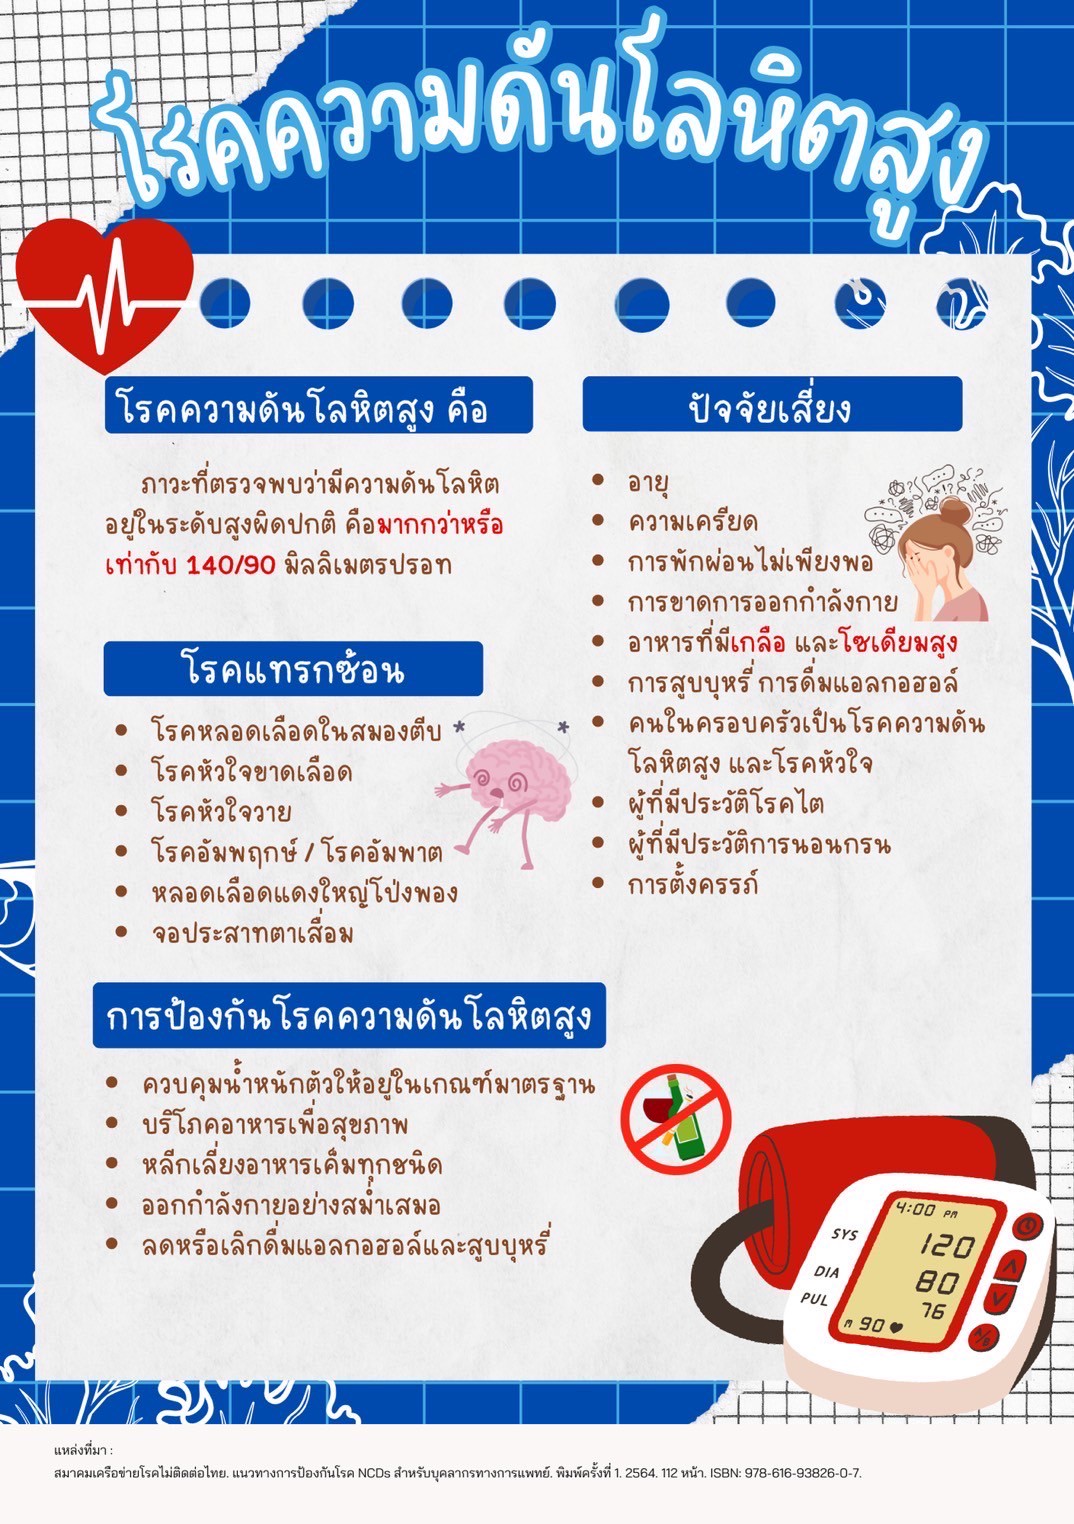 โรคความดันโลหิตสูง
โรคความดันโลหิตสูง คือ
ภาวะที่ตรวจพบว่ามีความดันโลหิต
อยู่ในระดับสูงผิดปกติ คือมากกว่าหรือ
เท่ากับ 140/90 มิลลิเมตรปรอท
โรคแทรกซ้อน
• โรคหลอดเลือดในสมองตีบ
• โรคหัวใจขาดเลือด
• โรคหัวใจวาย
• โรคอัมพฤกษ์ / โรคอัมพาต
• หลอดเลือดแดงใหญ่โป่งพอง
• จอประสาทตาเสื่อม
ปัจจัยเสี่ยง
• อายุ
• ความเครียด
• การพักผ่อนไม่เพียงพอ
• การขาดการออกกำลังกาย
• อาหารที่มีเกลือ และโซเดียมสูง
• การสูบบุหรี่ การดื่มแอลกอฮอล์
• คนในครอบครัวเป็นโรคความดัน
โลหิตสูง และโรคหัวใจ
• ผู้ที่มีประวัติโรคไต
• ผู้ที่มีประวัติการนอนกรน
• การตั้งครรภ์
การป้องกันโรคความดันโลหิตสูง
• ควบคุมน้ำหนักตัวให้อยู่ในเกณฑ์มาตรฐาน
• บริโภคอาหารเพื่อสุขภาพ
• หลีกเลี่ยงอาหารเค็มทุกชนิด
• ออกกำลังกายอย่างสม่ำเสมอ
• ลดหรือเลิกดื่มแอลกอฮอล์และสูบบุหรี่
4:00 PM
SYS 120
DIA 80
PUL 76
M 90
แหล่งที่มา :
สมาคมเครือข่ายโรคไม่ติดต่อไทย. แนวทางการป้องกันโรค NCDs สำหรับบุคลากรทางการแพทย์. พิมพ์ครั้งที่ 1. 2564. 112 หน้า. ISBN: 978-616-93826-0-7.